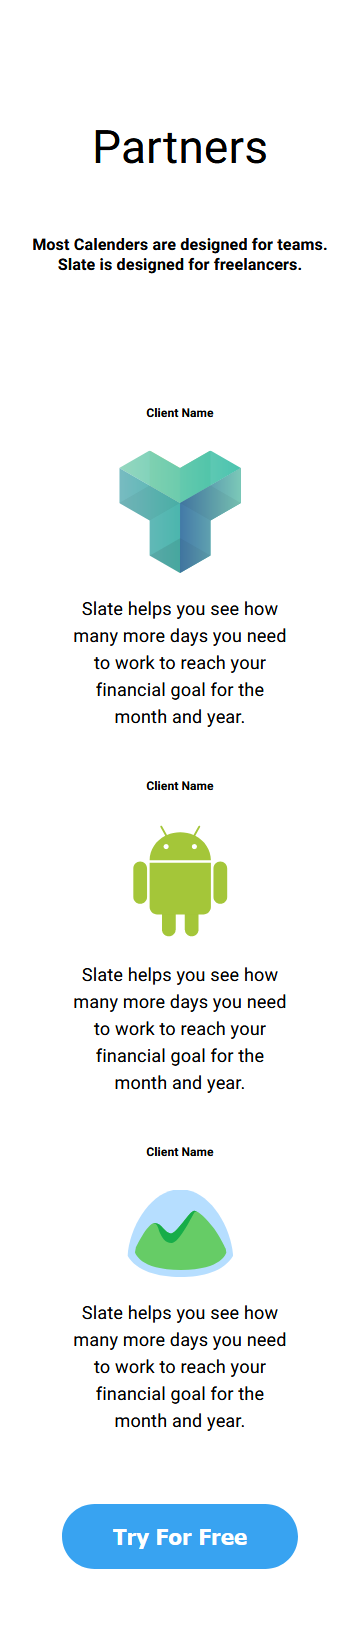 Partners
Most Calenders are designed for teams.
Slate is designed for freelancers.
Client Name
Slate helps you see how
many more days you need
to work to reach your
financial goal for the
month and year.
Client Name
Slate helps you see how
many more days you need
to work to reach your
financial goal for the
month and year.
Client Name
Slate helps you see how
many more days you need
to work to reach your
financial goal for the
month and year.
Try For Free